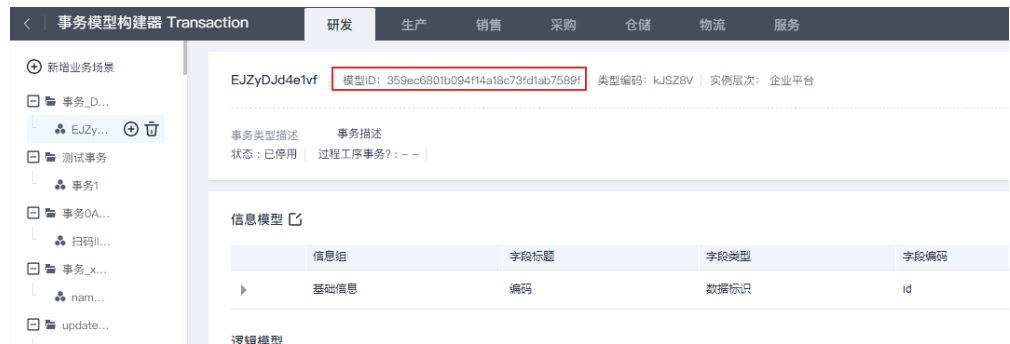 事务模型构建器 Transaction 研发 生产 销售 采购 仓储 物流 服务
新增业务场景
事务_D...
EJZy...
测试事务
事务1
事务0A...
扫码II...
事务_x...
nam...
update...
EJZyDJd4e1vf 模型ID: 359ec6801b094f14a18c73fd1ab7589f 类型编码: kJSZ8V 实例层次: 企业平台
事务类型描述 事务描述
状态：已停用 过程工序事务?：- -
信息模型
信息组 字段标题 字段类型 字段编码
基础信息 编码 数据标识 id
逻辑模型